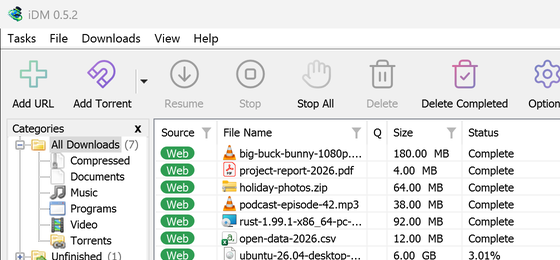 iDM 0.5.2
Tasks File Downloads View Help
Add URL Add Torrent Resume Stop Stop All Delete Delete Completed Option
Categories x Source File Name Q Size Status
All Downloads (7) Web big-buck-bunny-1080p.... 180.00 MB Complete
Compressed Web project-report-2026.pdf 4.00 MB Complete
Documents Web holiday-photos.zip 64.00 MB Complete
Music Web podcast-episode-42.mp3 38.00 MB Complete
Programs Web rust-1.99.1-x86_64-pc-... 92.00 MB Complete
Video Web open-data-2026.csv 12.00 MB Complete
Torrents Web ubuntu-26.04-desktop-... 6.00 GB 3.01%
Unfinished (1)